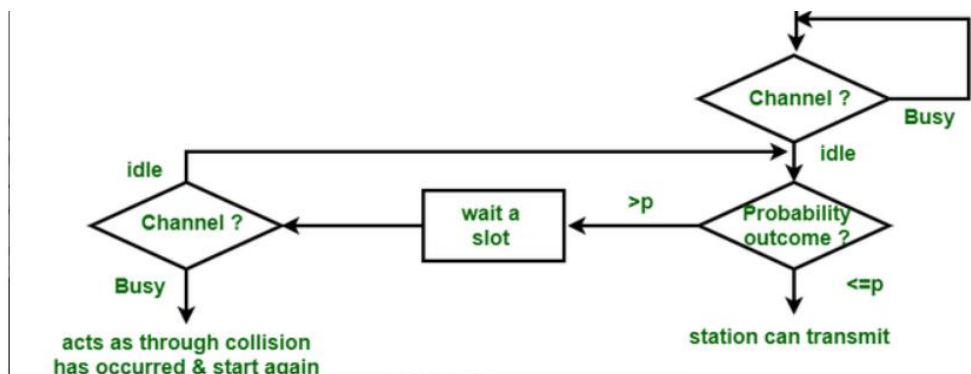 Channel ?
Busy
idle
idle
Channel ?
wait a
slot
>p
Probability
outcome ?
Busy
<=p
acts as through collision
has occurred & start again
station can transmit